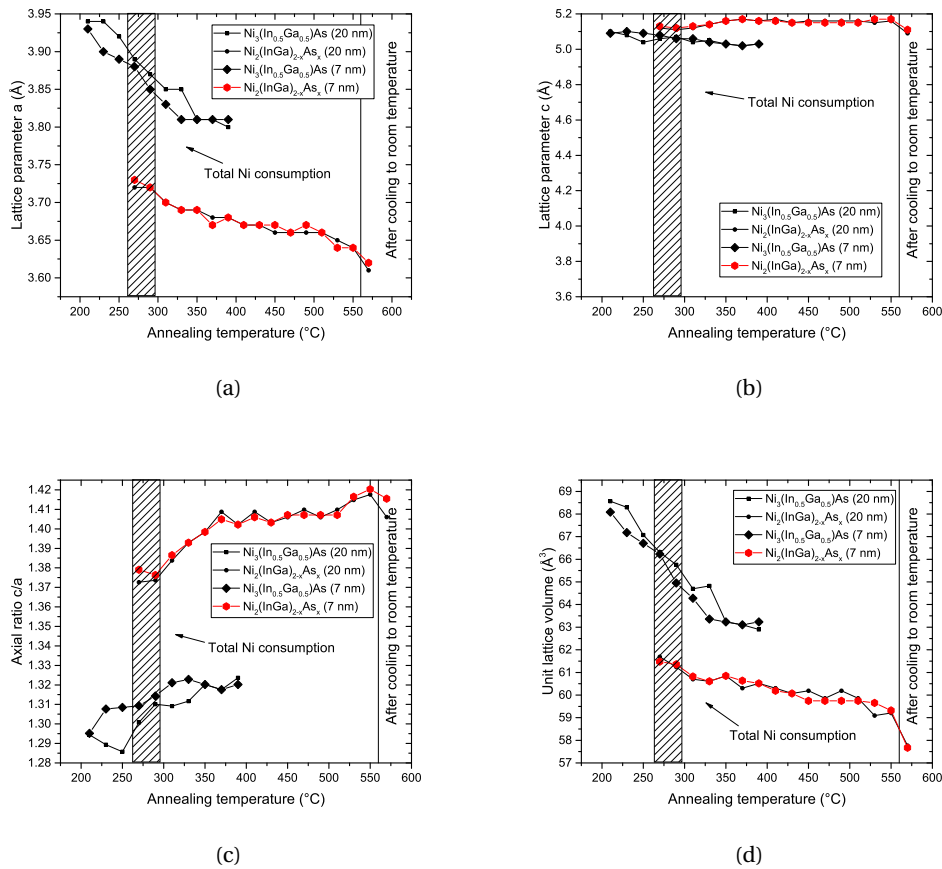 3.95
3.90
3.85
3.80
3.75
3.70
3.65
3.60
Lattice parameter a (Å)
Ni₃(In₀.₅Ga₀.₅)As (20 nm)
Ni₂(InGa)₂₋ₓAsₓ (20 nm)
Ni₃(In₀.₅Ga₀.₅)As (7 nm)
Ni₂(InGa)₂₋ₓAsₓ (7 nm)
Total Ni consumption
After cooling to room temperature
200 250 300 350 400 450 500 550 600
Annealing temperature (°C)
(a)
5.2
5.0
4.8
4.6
4.4
4.2
4.0
3.8
3.6
Lattice parameter c (Å)
Total Ni consumption
Ni₃(In₀.₅Ga₀.₅)As (20 nm)
Ni₂(InGa)₂₋ₓAsₓ (20 nm)
Ni₃(In₀.₅Ga₀.₅)As (7 nm)
Ni₂(InGa)₂₋ₓAsₓ (7 nm)
After cooling to room temperature
200 250 300 350 400 450 500 550 600
Annealing temperature (°C)
(b)
1.42
1.41
1.40
1.39
1.38
1.37
1.36
1.35
1.34
1.33
1.32
1.31
1.30
1.29
1.28
Axial ratio c/a
Ni₃(In₀.₅Ga₀.₅)As (20 nm)
Ni₂(InGa)₂₋ₓAsₓ (20 nm)
Ni₃(In₀.₅Ga₀.₅)As (7 nm)
Ni₂(InGa)₂₋ₓAsₓ (7 nm)
Total Ni consumption
After cooling to room temperature
200 250 300 350 400 450 500 550 600
Annealing temperature (°C)
(c)
69
68
67
66
65
64
63
62
61
60
59
58
57
Unit lattice volume (Å³)
Ni₃(In₀.₅Ga₀.₅)As (20 nm)
Ni₂(InGa)₂₋ₓAsₓ (20 nm)
Ni₃(In₀.₅Ga₀.₅)As (7 nm)
Ni₂(InGa)₂₋ₓAsₓ (7 nm)
Total Ni consumption
After cooling to room temperature
200 250 300 350 400 450 500 550 600
Annealing temperature (°C)
(d)